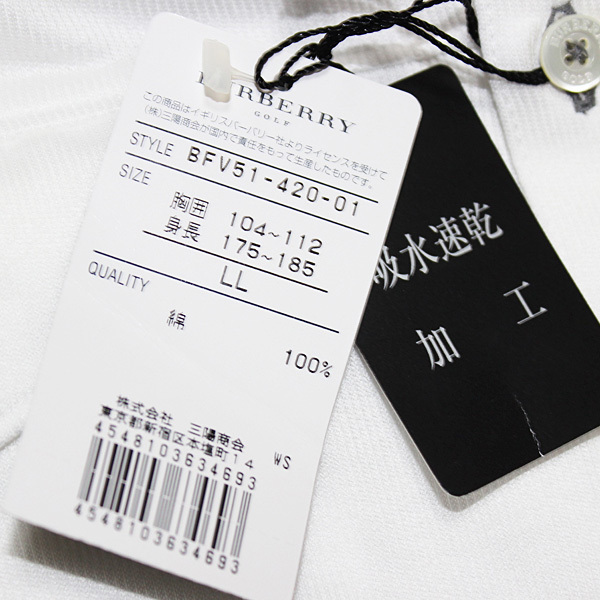 BURBERRY
GOLF
この商品はイギリスバーバリー社よりライセンスを受けて
(株)三陽商会が国内で責任をもって生産したものです。
STYLE BFV51-420-01
SIZE
胸囲 104~112
身長 175~185
LL
QUALITY
綿 100%
株式会社 三陽商会
東京都新宿区本塩町14 WS
4548103634693
4548103634693
吸水速乾
加工